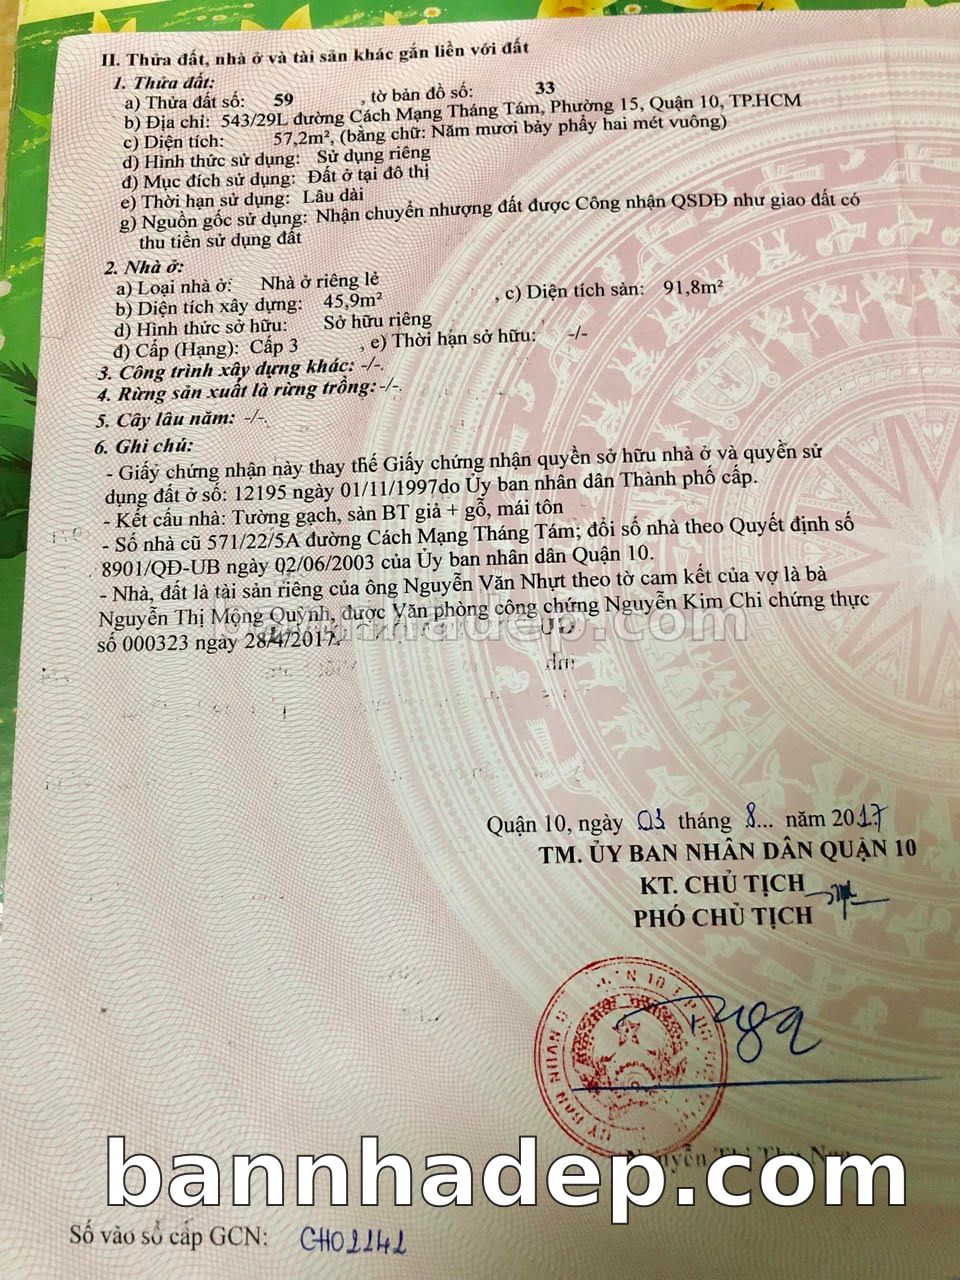 II. Thửa đất, nhà ở và tài sản khác gắn liền với đất
1. Thửa đất:
a) Thửa đất số: 59 , tờ bản đồ số: 33
b) Địa chỉ: 543/29L đường Cách Mạng Tháng Tám, Phường 15, Quận 10, TP.HCM
c) Diện tích: 57,2m², (bằng chữ: Năm mươi bảy phẩy hai mét vuông)
d) Hình thức sử dụng: Sử dụng riêng
đ) Mục đích sử dụng: Đất ở tại đô thị
e) Thời hạn sử dụng: Lâu dài
g) Nguồn gốc sử dụng: Nhận chuyển nhượng đất được Công nhận QSDĐ như giao đất có
thu tiền sử dụng đất
2. Nhà ở:
a) Loại nhà ở: Nhà ở riêng lẻ
b) Diện tích xây dựng: 45,9m² , c) Diện tích sàn: 91,8m²
d) Hình thức sở hữu: Sở hữu riêng
đ) Cấp (Hạng): Cấp 3 , e) Thời hạn sở hữu: -/-
3. Công trình xây dựng khác: -/-.
4. Rừng sản xuất là rừng trồng:-/-.
5. Cây lâu năm: -/-.
6. Ghi chú:
- Giấy chứng nhận này thay thế Giấy chứng nhận quyền sở hữu nhà ở và quyền sử
dụng đất ở số: 12195 ngày 01/11/1997do Ủy ban nhân dân Thành phố cấp.
- Kết cấu nhà: Tường gạch, sàn BT giả + gỗ, mái tôn
- Số nhà cũ 571/22/5A đường Cách Mạng Tháng Tám; đổi số nhà theo Quyết định số
8901/QĐ-UB ngày 02/06/2003 của Ủy ban nhân dân Quận 10.
- Nhà, đất là tài sản riêng của ông Nguyễn Văn Nhựt theo tờ cam kết của vợ là bà
Nguyễn Thị Mộng Quỳnh, được Văn phòng công chứng Nguyễn Kim Chi chứng thực
số 000323 ngày 28/4/2017.
Quận 10, ngày 03 tháng 8... năm 2017
TM. ỦY BAN NHÂN DÂN QUẬN 10
KT. CHỦ TỊCH
PHÓ CHỦ TỊCH
bannhadep.com
Số vào sổ cấp GCN: CH02242